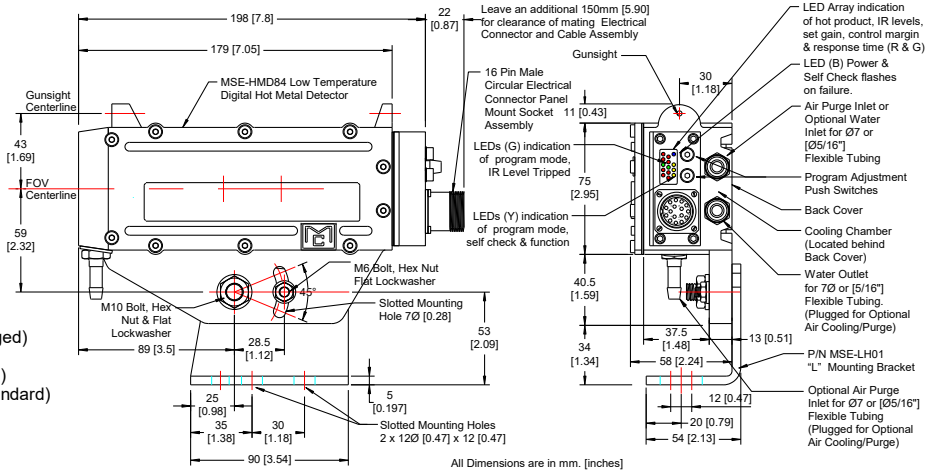 198 [7.8]
22
[0.87]
Leave an additional 150mm [5.90]
for clearance of mating Electrical
Connector and Cable Assembly
179 [7.05]
MSE-HMD84 Low Temperature
Digital Hot Metal Detector
16 Pin Male
Circular Electrical
Connector Panel
Mount Socket
Assembly
Gunsight
Centerline
43
[1.69]
FOV
Centerline
59
[2.32]
LEDs (G) indication
of program mode,
IR Level Tripped
LEDs (Y) indication
of program mode,
self check & function
MC
M6 Bolt, Hex Nut
Flat Lockwasher
45°
M10 Bolt, Hex
Nut & Flat
Lockwasher
Slotted Mounting
Hole 7Ø [0.28]
89 [3.5]
28.5
[1.12]
53
[2.09]
5
[0.197]
25
[0.98]
35
[1.38]
30
[1.18]
90 [3.54]
Slotted Mounting Holes
2 x 12Ø [0.47] x 12 [0.47]
All Dimensions are in mm. [inches]
ged)
)
ndard)
Gunsight
30
[1.18]
11 [0.43]
75
[2.95]
40.5
[1.59]
34
[1.34]
37.5
[1.48]
13 [0.51]
58 [2.24]
12 [0.47]
20 [0.79]
54 [2.13]
LED Array indication
of hot product, IR levels,
set gain, control margin
& response time (R & G)
LED (B) Power &
Self Check flashes
on failure.
Air Purge Inlet or
Optional Water
Inlet for Ø7 or
[Ø5/16"]
Flexible Tubing
Program Adjustment
Push Switches
Back Cover
Cooling Chamber
(Located behind
Back Cover)
Water Outlet
for 7Ø or [5/16"]
Flexible Tubing.
(Plugged for Optional
Air Cooling/Purge)
P/N MSE-LH01
"L" Mounting Bracket
Optional Air Purge
Inlet for Ø7 or [Ø5/16"]
Flexible Tubing
(Plugged for Optional
Air Cooling/Purge)